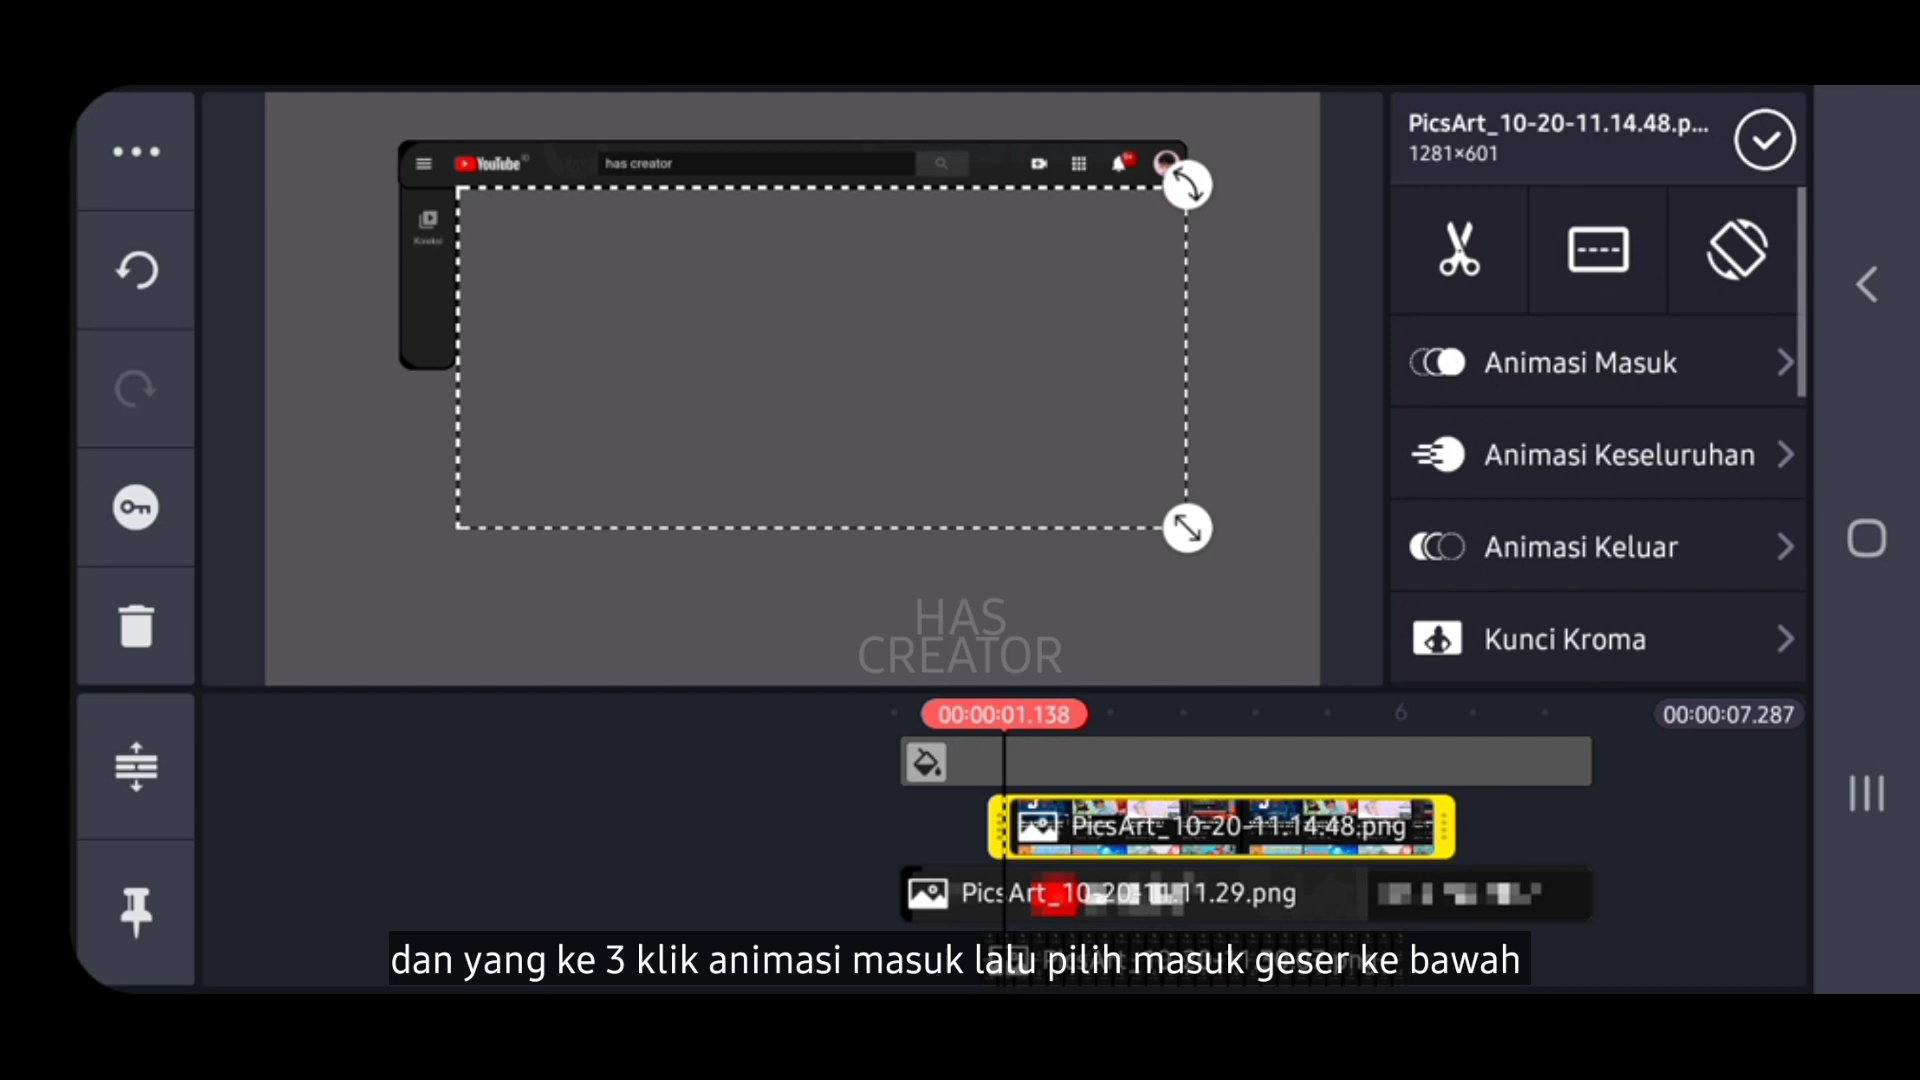 PicsArt_10-20-11.14.48.p...
1281×601
YouTube ID
has creator
9+
Koleksi
Animasi Masuk
Animasi Keseluruhan
Animasi Keluar
Kunci Kroma
HAS
CREATOR
00:00:01.138
6
00:00:07.287
PicsArt_10-20-11.14.48.png
PicsArt_10-20-11.11.29.png
dan yang ke 3 klik animasi masuk lalu pilih masuk geser ke bawah